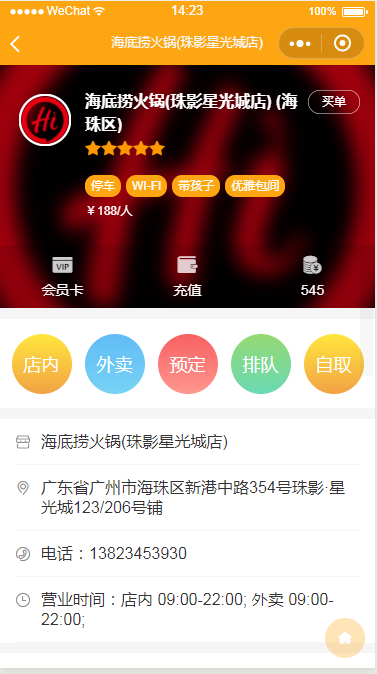 WeChat 14:23 100%
海底捞火锅(珠影星光城店)
海底捞火锅(珠影星光城店) (海 买单
珠区)
Hi
停车 WI-FI 带孩子 优雅包间
￥188/人
VIP
会员卡 充值 545
店内 外卖 预定 排队 自取
海底捞火锅(珠影星光城店)
广东省广州市海珠区新港中路354号珠影·星
光城123/206号铺
电话：13823453930
营业时间：店内 09:00-22:00; 外卖 09:00-
22:00;